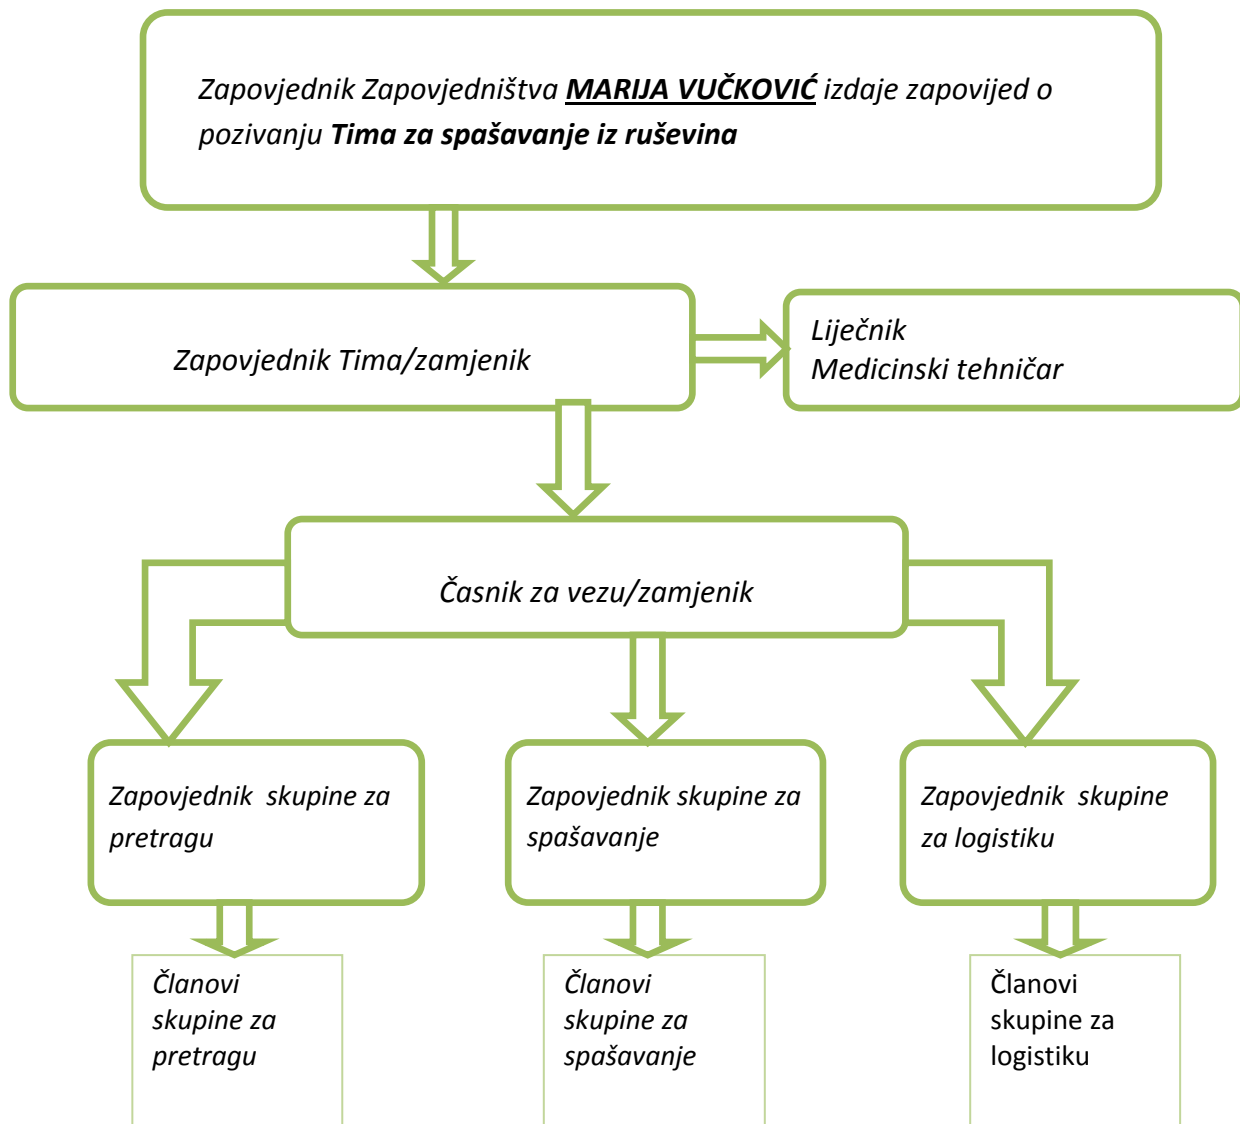 Zapovjednik Zapovjedništva MARIJA VUČKOVIĆ izdaje zapovijed o
pozivanju Tima za spašavanje iz ruševina
Zapovjednik Tima/zamjenik
Liječnik
Medicinski tehničar
Časnik za vezu/zamjenik
Zapovjednik skupine za
pretragu
Zapovjednik skupine za
spašavanje
Zapovjednik skupine
za logistiku
Članovi
skupine za
pretragu
Članovi
skupine za
spašavanje
Članovi
skupine za
logistiku